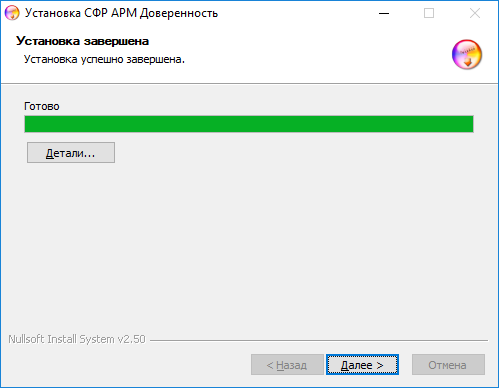 Установка СФР АРМ Доверенность
Установка завершена
Установка успешно завершена.
Готово
Детали...
Nullsoft Install System v2.50
< Назад
Далее >
Отмена